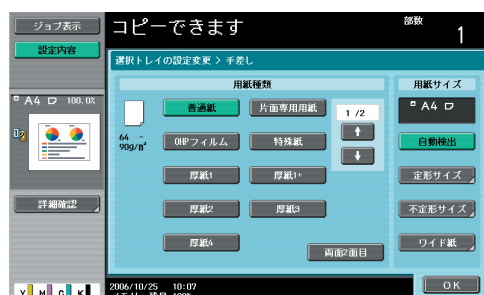 ジョブ表示
設定内容
コピーできます
部数
1
選択トレイの設定変更 > 手差し
用紙種類
用紙サイズ
A4 100.0%
普通紙
片面専用用紙
1 /2
A4
64 -
90g/m²
OHPフィルム
特殊紙
自動検出
厚紙1
厚紙1+
定形サイズ
詳細確認
厚紙2
厚紙3
不定形サイズ
厚紙4
両面2面目
ワイド紙
Y M C K
2006/10/25 10:07
OK